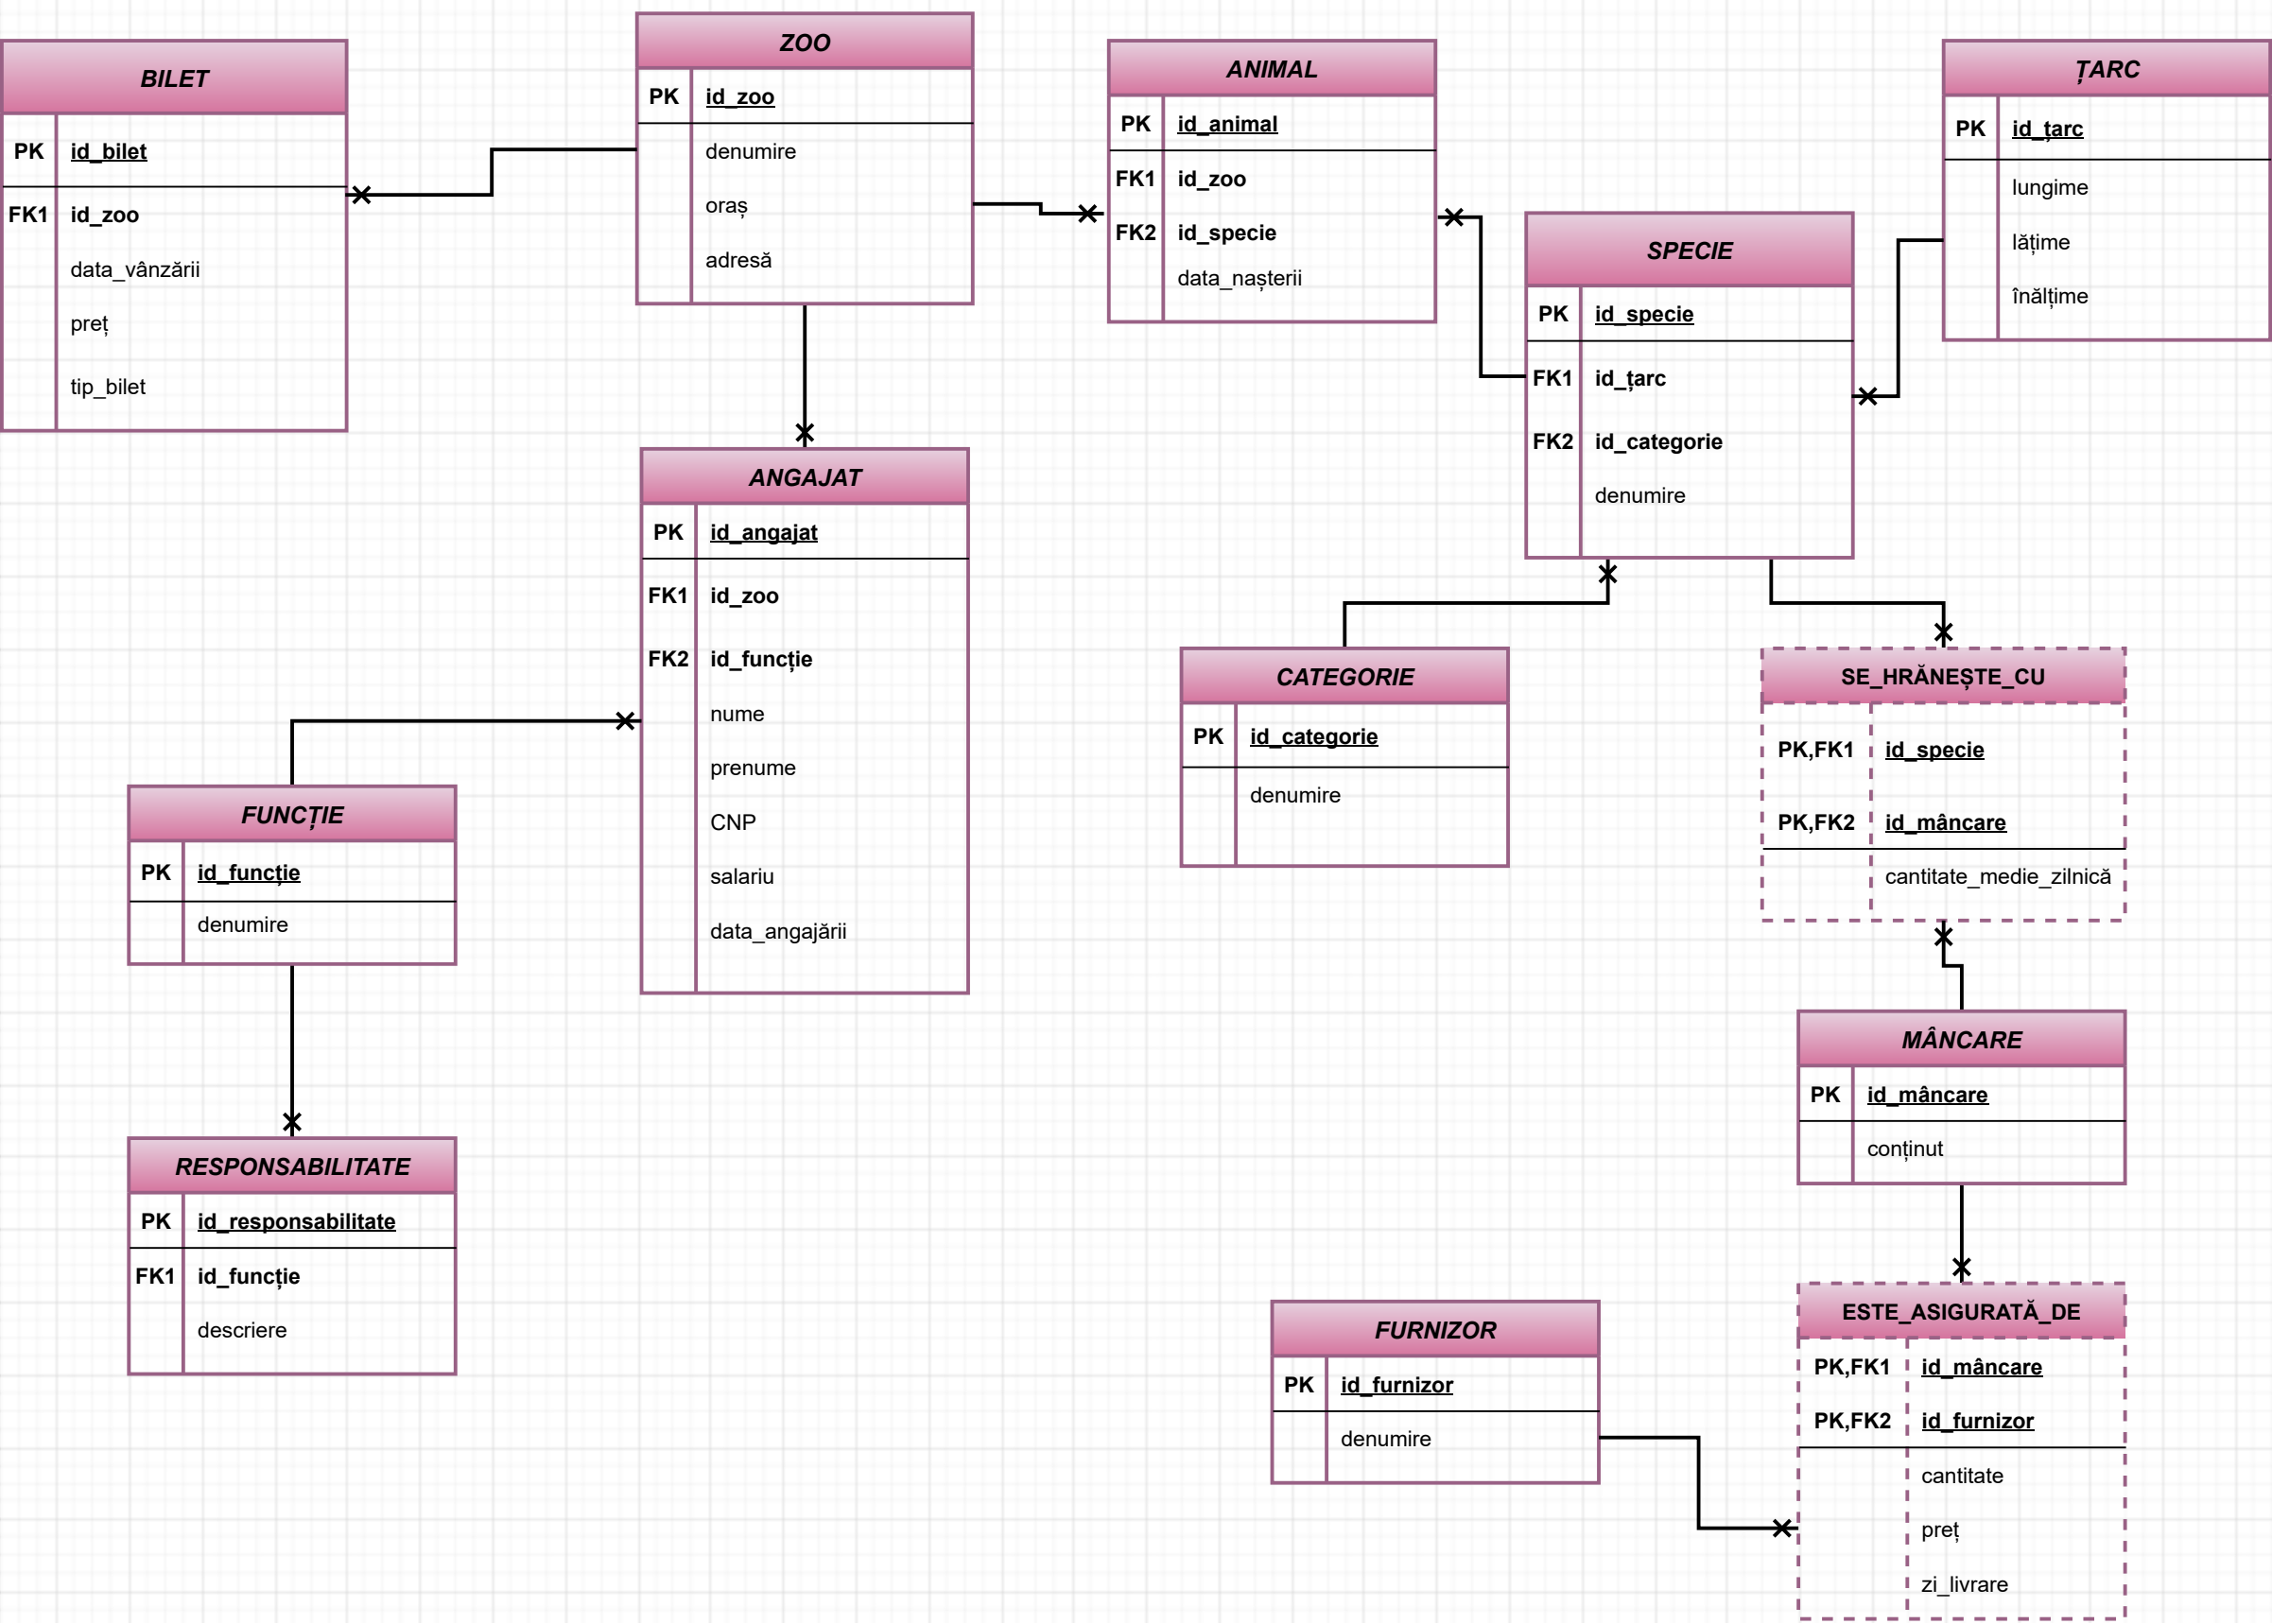 BILET
PK id_bilet
FK1 id_zoo
data_vânzării
preț
tip_bilet
ZOO
PK id_zoo
denumire
oraș
adresă
ANIMAL
PK id_animal
FK1 id_zoo
FK2 id_specie
data_nașterii
ȚARC
PK id_țarc
lungime
lățime
înălțime
SPECIE
PK id_specie
FK1 id_țarc
FK2 id_categorie
denumire
ANGAJAT
PK id_angajat
FK1 id_zoo
FK2 id_funcție
nume
prenume
CNP
salariu
data_angajării
CATEGORIE
PK id_categorie
denumire
SE_HRĂNEȘTE_CU
PK,FK1 id_specie
PK,FK2 id_mâncare
cantitate_medie_zilnică
FUNCȚIE
PK id_funcție
denumire
MÂNCARE
PK id_mâncare
conținut
RESPONSABILITATE
PK id_responsabilitate
FK1 id_funcție
descriere
FURNIZOR
PK id_furnizor
denumire
ESTE_ASIGURATĂ_DE
PK,FK1 id_mâncare
PK,FK2 id_furnizor
cantitate
preț
zi_livrare